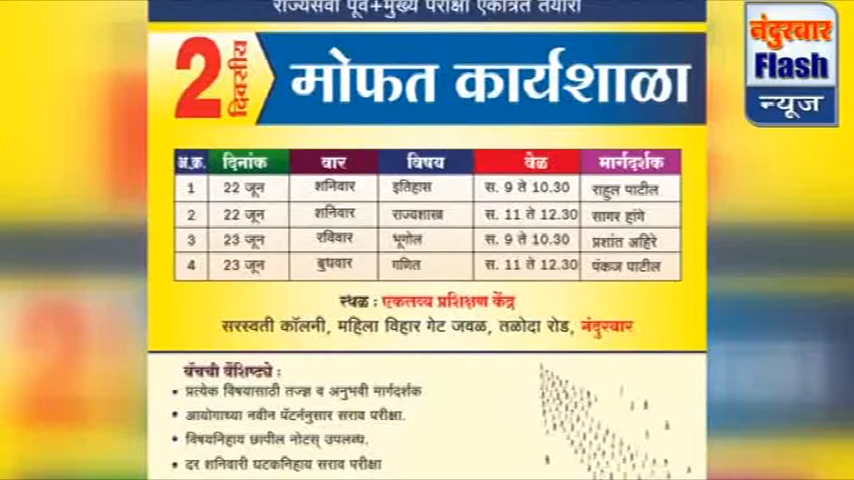 राज्यसेवा पूर्व+मुख्य परीक्षा एकत्रित तयारी
2 दिवसीय
मोफत कार्यशाळा
अ.क्र. दिनांक वार विषय वेळ मार्गदर्शक
1 22 जून शनिवार इतिहास स. 9 ते 10.30 राहुल पाटील
2 22 जून शनिवार राज्यशास्त्र स. 11 ते 12.30 सागर हांगे
3 23 जून रविवार भूगोल स. 9 ते 10.30 प्रशांत अहिरे
4 23 जून बुधवार गणित स. 11 ते 12.30 पंकज पाटील
स्थळ : एकलव्य प्रशिक्षण केंद्र
सरस्वती कॉलनी, महिला विहार गेट जवळ, तळोदा रोड, नंदुरबार
बॅचची वैशिष्ट्ये :
• प्रत्येक विषयासाठी तज्ज्ञ व अनुभवी मार्गदर्शक
• आयोगाच्या नवीन पॅटर्ननुसार सराव परीक्षा.
• विषयनिहाय छापील नोटस् उपलब्ध.
• दर शनिवारी घटकनिहाय सराव परीक्षा
नंदुरबार
Flash
न्यूज